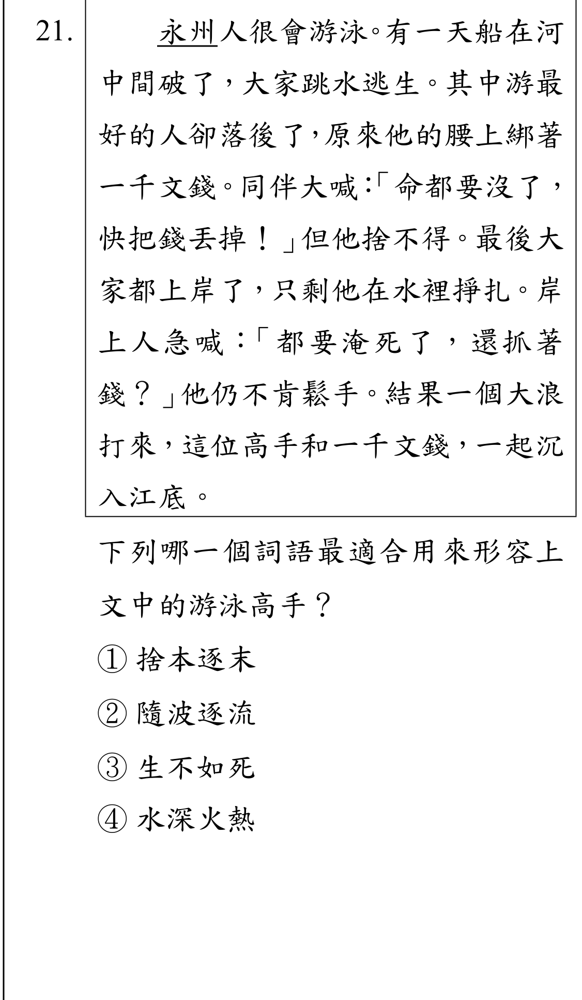 21. 永州人很會游泳。有一天船在河
中間破了，大家跳水逃生。其中游最
好的人卻落後了，原來他的腰上綁著
一千文錢。同伴大喊：「命都要沒了，
快把錢丟掉！」但他捨不得。最後大
家都上岸了，只剩他在水裡掙扎。岸
上人急喊：「都要淹死了，還抓著
錢？」他仍不肯鬆手。結果一個大浪
打來，這位高手和一千文錢，一起沉
入江底。
下列哪一個詞語最適合用來形容上
文中的游泳高手？
① 捨本逐末
② 隨波逐流
③ 生不如死
④ 水深火熱